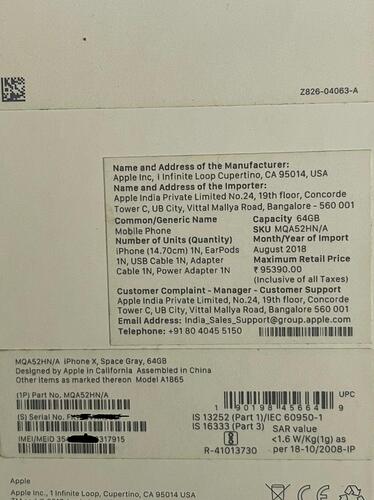 Z826-04063-A
Name and Address of the Manufacturer:
Apple Inc, 1 Infinite Loop Cupertino, CA 95014, USA
Name and Address of the Importer:
Apple India Private Limited No.24, 19th floor, Concorde
Tower C, UB City, Vittal Mallya Road, Bangalore - 560 001
Common/Generic Name
Mobile Phone
Number of Units (Quantity)
iPhone (14.70cm) 1N, EarPods
1N, USB Cable 1N, Adapter
Cable 1N, Power Adapter 1N
Capacity 64GB
SKU MQA52HN/A
Month/Year of Import
August 2018
Maximum Retail Price
₹ 95390.00
(Inclusive of all Taxes)
Customer Complaint - Manager - Customer Support
Apple India Private Limited No.24, 19th floor, Concorde
Tower C, UB City, Vittal Mallya Road, Bangalore 560001
Email Address: India_Sales_Support@group.apple.com
Telephone: +91 80 4045 5150
MQA52HN/A iPhone X, Space Gray, 64GB
Designed by Apple in California Assembled in China
Other items as marked thereon Model A1865
(1P) Part No. MQA52HN/A
(S) Serial No. F
IMEI/MEID 35 317915
UPC
1 90198 45664 9
IS 13252 (Part 1)/IEC 60950-1
IS 16333 (Part 3)
R-41013730
SAR value
<1.6 W/Kg(1g) as
per 18-10/2008-IP
Apple
Apple Inc., 1 Infinite Loop, Cupertino, CA 95014 USA